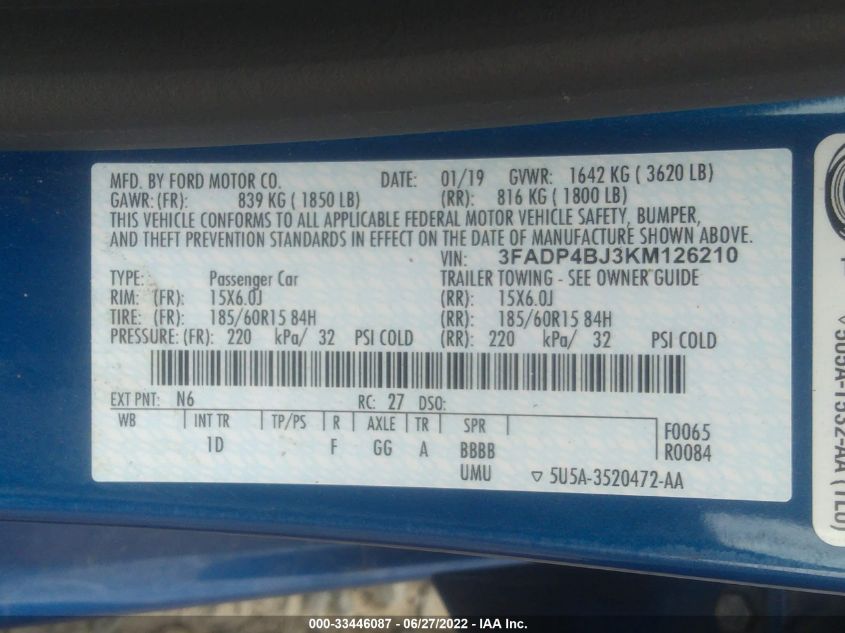 MFD. BY FORD MOTOR CO. DATE: 01/19 GVWR: 1642 KG ( 3620 LB)
GAWR:(FR): 839 KG ( 1850 LB) (RR): 816 KG ( 1800 LB)
THIS VEHICLE CONFORMS TO ALL APPLICABLE FEDERAL MOTOR VEHICLE SAFETY, BUMPER,
AND THEFT PREVENTION STANDARDS IN EFFECT ON THE DATE OF MANUFACTURE SHOWN ABOVE.
VIN: 3FADP4BJ3KM126210
TYPE: Passenger Car TRAILER TOWING - SEE OWNER GUIDE
RIM: (FR): 15X6.0J (RR): 15X6.0J
TIRE: (FR): 185/60R15 84H (RR): 185/60R15 84H
PRESSURE: (FR): 220 kPa/ 32 PSI COLD (RR): 220 kPa/ 32 PSI COLD
EXT PNT: N6 RC: 27 DSO:
WB INT TR TP/PS R AXLE TR SPR F0065
1D F GG A BBBB R0084
UMU ▽ 5U5A-3520472-AA
000-33446087 - 06/27/2022 - IAA Inc.